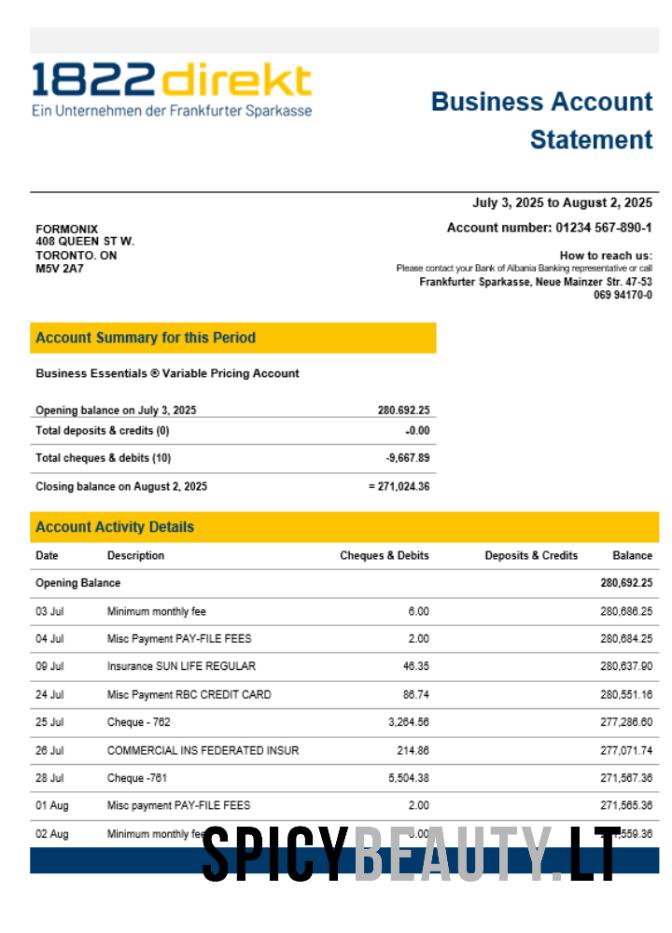 1822direkt
Ein Unternehmen der Frankfurter Sparkasse
Business Account
Statement
July 3, 2025 to August 2, 2025
FORMONIX
408 QUEEN ST W.
TORONTO. ON
M5V 2A7
Account number: 01234 567-890-1
How to reach us:
Please contact your Bank of Albania Banking representative or call
Frankfurter Sparkasse, Neue Mainzer Str. 47-53
069 94170-0
Account Summary for this Period
Business Essentials ® Variable Pricing Account
Opening balance on July 3, 2025 280.692.25
Total deposits & credits (0) -0.00
Total cheques & debits (10) -9,667.89
Closing balance on August 2, 2025 = 271,024.36
Account Activity Details
Date Description Cheques & Debits Deposits & Credits Balance
Opening Balance 280,692.25
03 Jul Minimum monthly fee 6.00 280,686.25
04 Jul Misc Payment PAY-FILE FEES 2.00 280,684.25
09 Jul Insurance SUN LIFE REGULAR 46.35 280,637.90
24 Jul Misc Payment RBC CREDIT CARD 86.74 280,551.16
25 Jul Cheque - 762 3,264.56 277,286.60
26 Jul COMMERCIAL INS FEDERATED INSUR 214.86 277,071.74
28 Jul Cheque -761 5,504.38 271,567.36
01 Aug Misc payment PAY-FILE FEES 2.00 271,565.36
02 Aug Minimum monthly fee
SPICYBEAUTY.LT